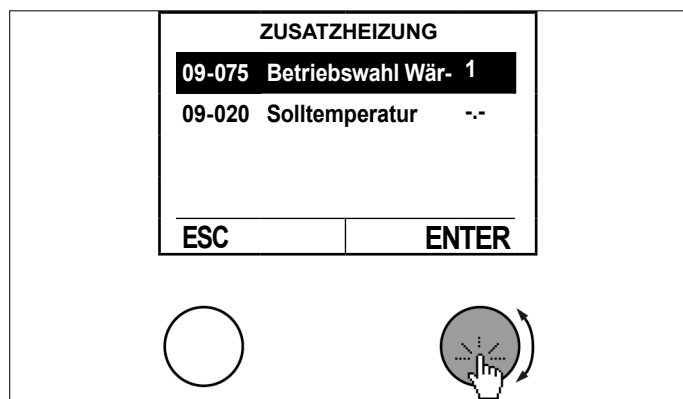 ZUSATZHEIZUNG
09-075 Betriebswahl Wär- 1
09-020 Solltemperatur -.-
ESC ENTER